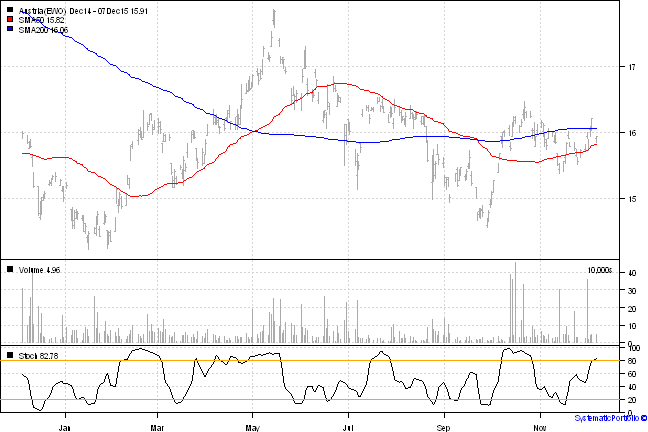 Austria(EWO) Dec14 - 07Dec15 15.91
SMA50 15.82
SMA200 16.06
17
16
15
Volume 4.96
10,000s
40
30
20
10
0
Stoch 82.78
100
80
60
40
20
0
Jan Mar May Jul Sep Nov
SystematicPortfolio ©